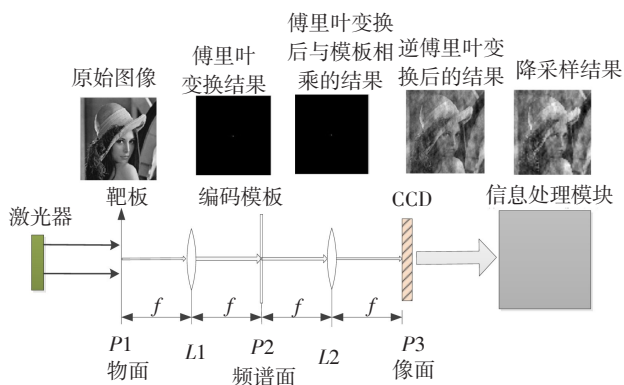 原始图像
傅里叶
变换结果
傅里叶变换
后与模板相
乘的结果
逆傅里叶变
换后的结果
降采样结果
激光器
靶板
编码模板
CCD
信息处理模块
f
f
f
f
P1
物面
L1
P2
频谱面
L2
P3
像面